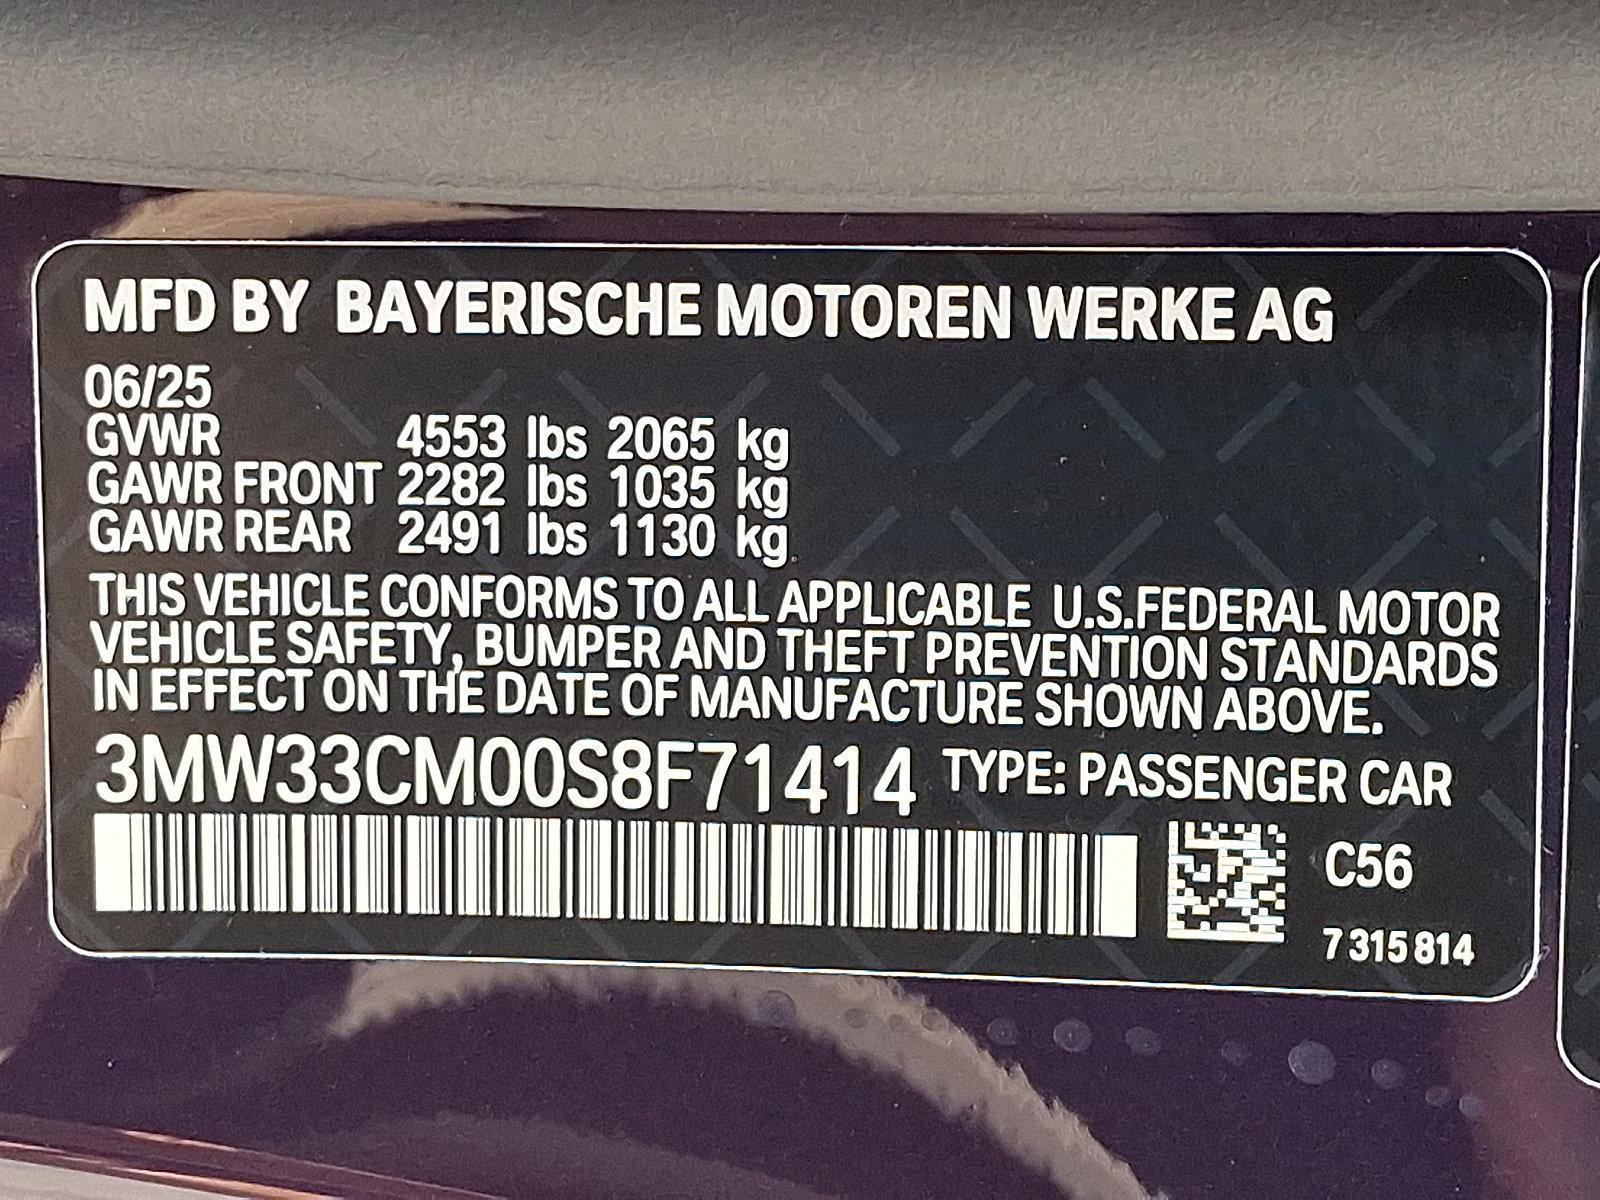 MFD BY BAYERISCHE MOTOREN WERKE AG
06/25
GVWR 4553 lbs 2065 kg
GAWR FRONT 2282 lbs 1035 kg
GAWR REAR 2491 lbs 1130 kg
THIS VEHICLE CONFORMS TO ALL APPLICABLE U.S.FEDERAL MOTOR
VEHICLE SAFETY, BUMPER AND THEFT PREVENTION STANDARDS
IN EFFECT ON THE DATE OF MANUFACTURE SHOWN ABOVE.
3MW33CM00S8F71414 TYPE: PASSENGER CAR
C56
7 315 814